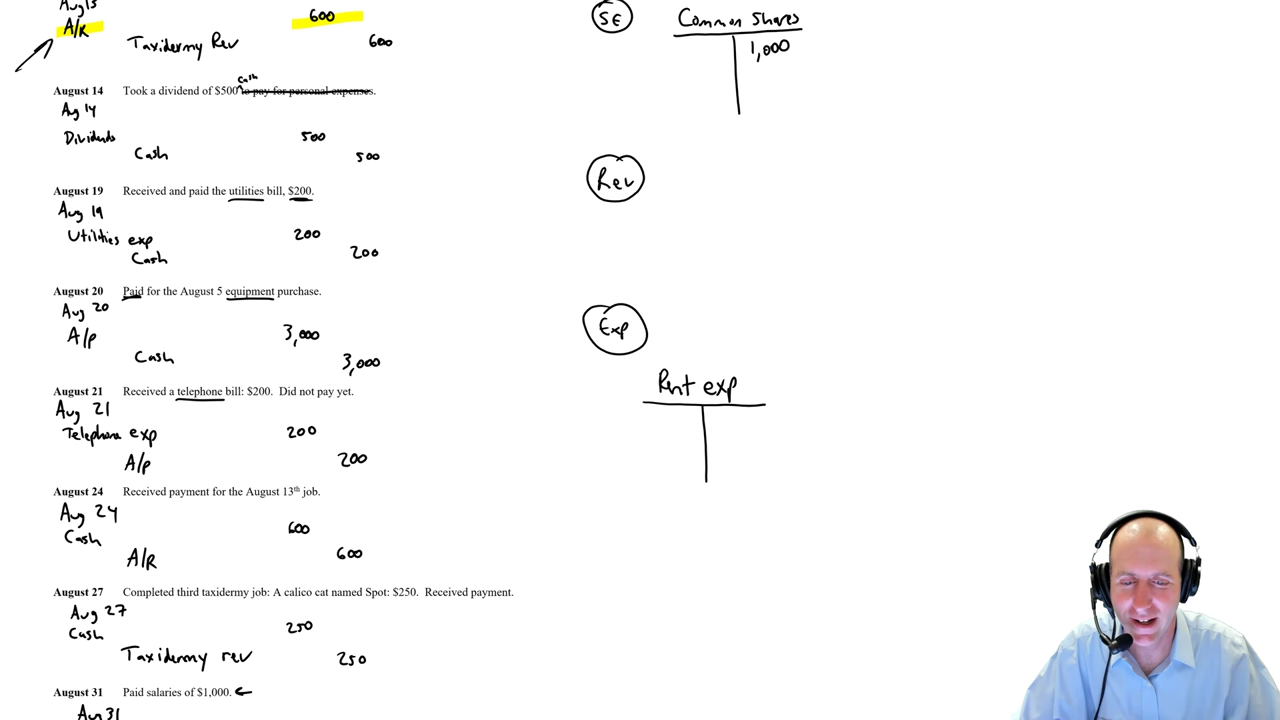 Aug 13
A/R 600
Taxidermy Rev 600
August 14 Took a dividend of $500 cash to pay for personal expenses.
Aug 14
Dividends 500
Cash 500
August 19 Received and paid the utilities bill, $200.
Aug 19
Utilities exp 200
Cash 200
August 20 Paid for the August 5 equipment purchase.
Aug 20
A/p 3,000
Cash 3,000
August 21 Received a telephone bill: $200. Did not pay yet.
Aug 21
Telephone exp 200
A/p 200
August 24 Received payment for the August 13th job.
Aug 24
Cash 600
A/R 600
August 27 Completed third taxidermy job: A calico cat named Spot: $250. Received payment.
Aug 27
Cash 250
Taxidermy rev 250
August 31 Paid salaries of $1,000.
Aug 31
SE
Common Shares
1,000
Rev
Exp
Rent exp